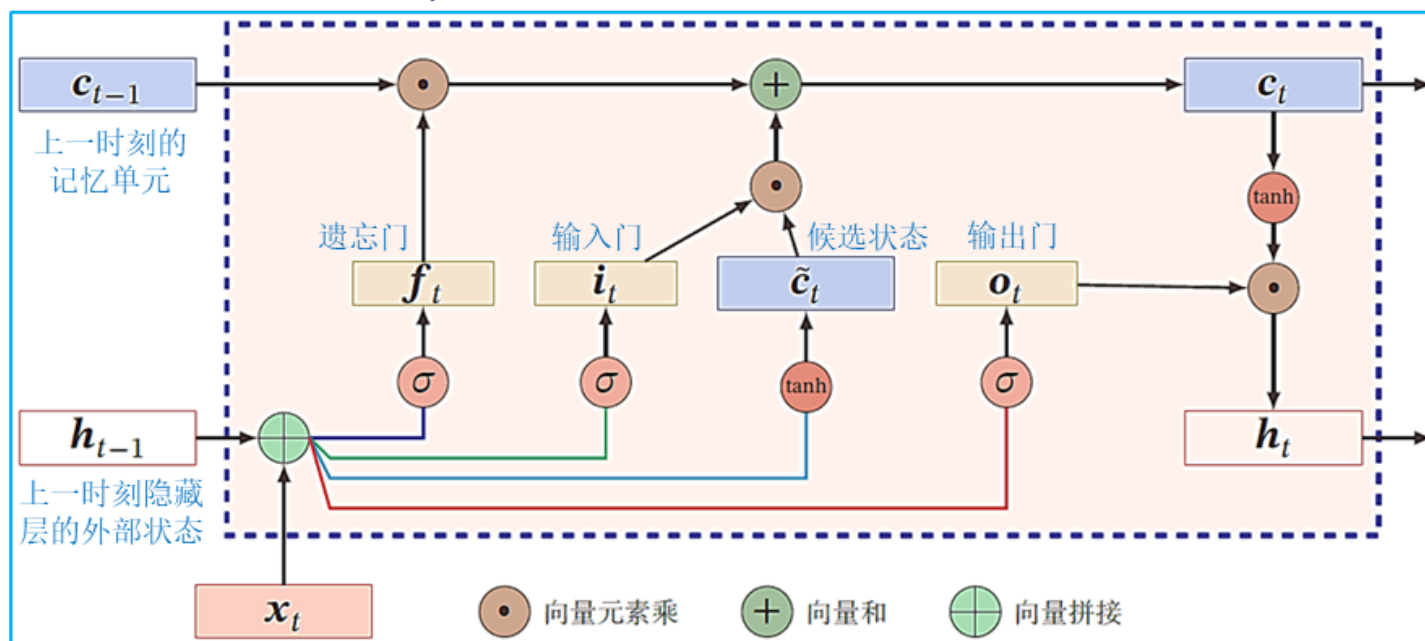 c_{t−1}
c_t
上一时刻的
记忆单元
tanh
遗忘门
输入门
候选状态
输出门
f_t
i_t
c̃_t
o_t
σ
σ
tanh
σ
h_{t−1}
h_t
上一时刻隐藏
层的外部状态
x_t
向量元素乘
向量和
向量拼接